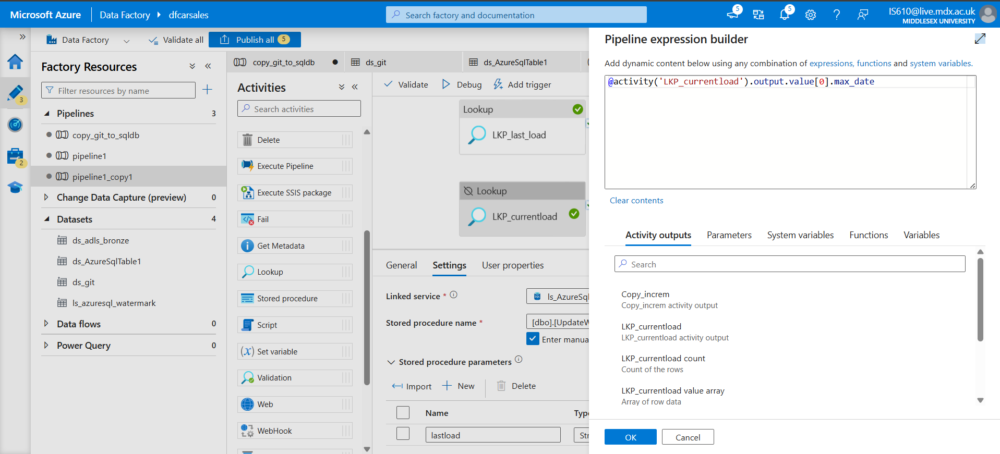 Microsoft Azure
Data Factory
dfcarsales
Search factory and documentation
5
5
IS610@live.mdx.ac.uk
MIDDLESEX UNIVERSITY
Data Factory
Validate all
Publish all
5
3
2
Factory Resources
Filter resources by name
Pipelines
3
copy_git_to_sqldb
pipeline1
pipeline1_copy1
Change Data Capture (preview)
0
Datasets
4
ds_adls_bronze
ds_AzureSqlTable1
ds_git
ls_azuresql_watermark
Data flows
0
Power Query
0
copy_git_to_sqldb
ds_git
ds_AzureSqlTable1
Activities
Search activities
Delete
Execute Pipeline
Execute SSIS package
Fail
Get Metadata
Lookup
Stored procedure
Script
Set variable
Validation
Web
WebHook
Validate
Debug
Add trigger
Lookup
LKP_last_load
Lookup
LKP_currentload
General
Settings
User properties
Linked service *
ls_AzureSql
Stored procedure name *
[dbo].[UpdateW
Enter manua
Stored procedure parameters
Import
New
Delete
Name
Type
lastload
Str
Pipeline expression builder
Add dynamic content below using any combination of expressions, functions and system variables.
@activity('LKP_currentload').output.value[0].max_date
Clear contents
Activity outputs
Parameters
System variables
Functions
Variables
Search
Copy_increm
Copy_increm activity output
LKP_currentload
LKP_currentload activity output
LKP_currentload count
Count of the rows
LKP_currentload value array
Array of row data
OK
Cancel